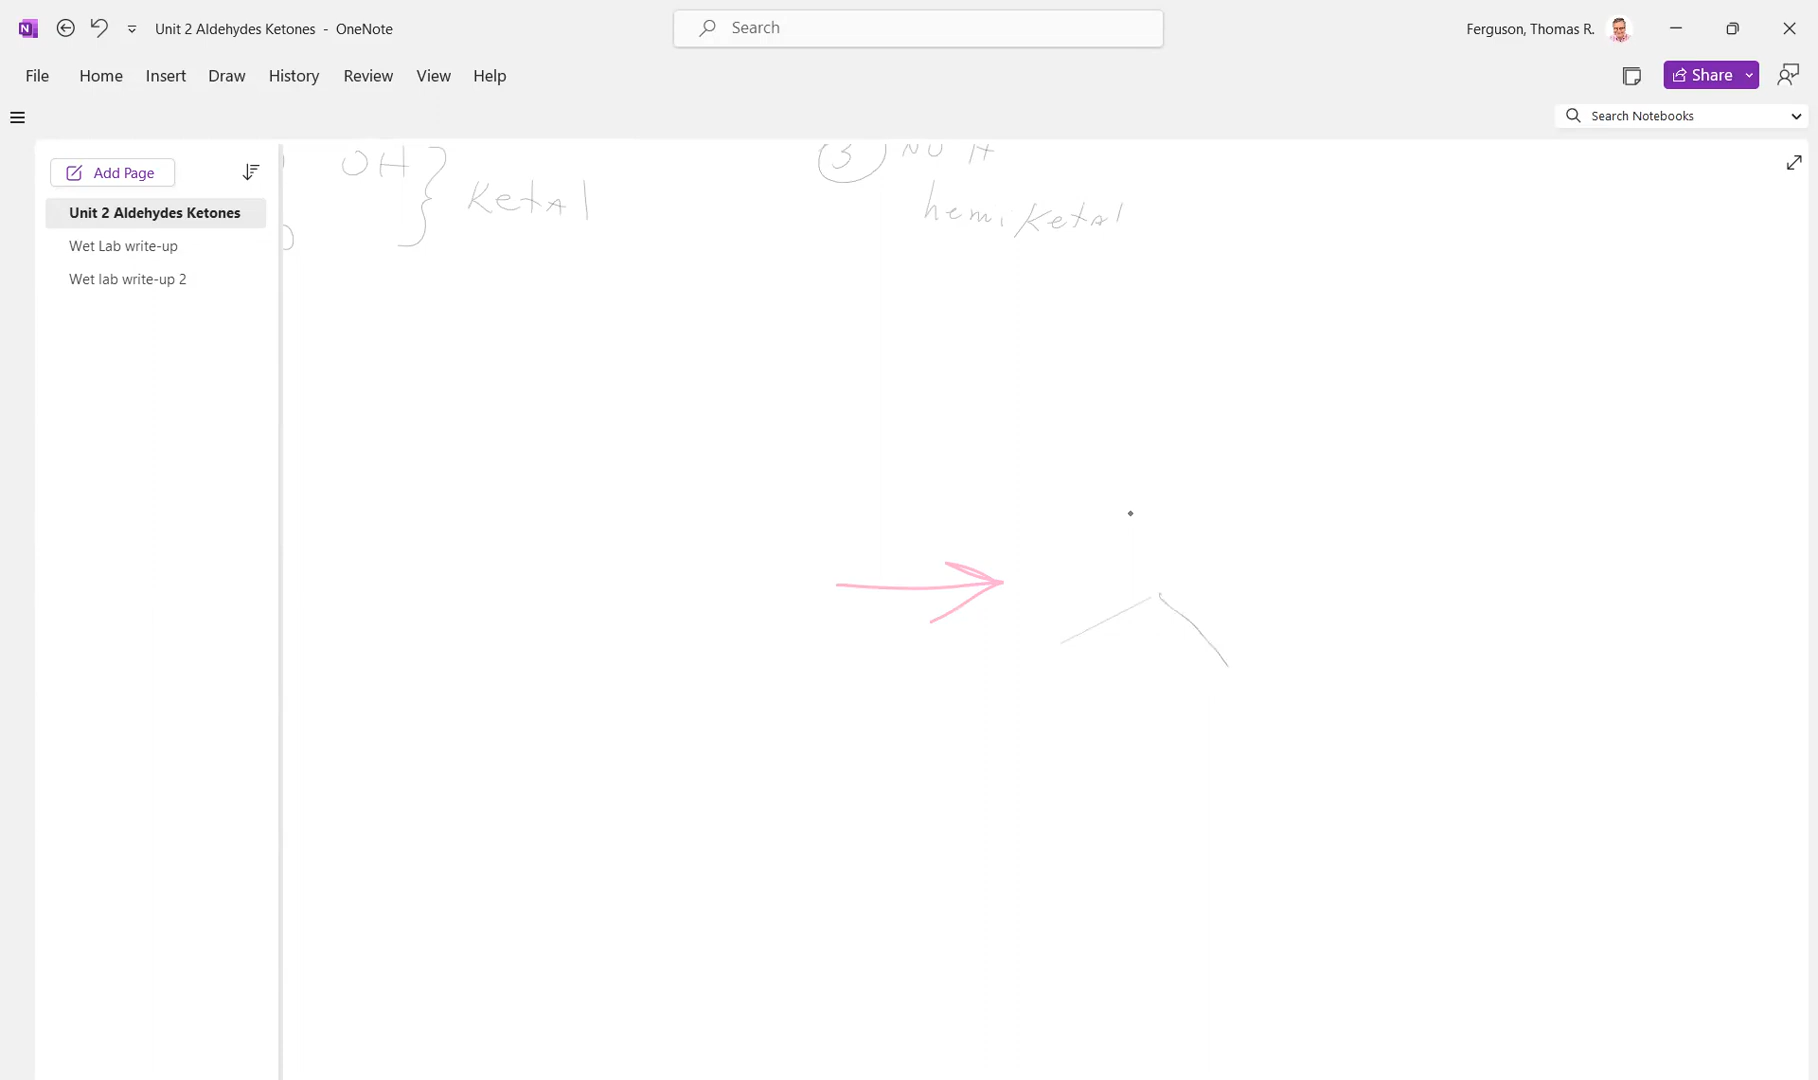 Unit 2 Aldehydes Ketones - OneNote
Search
Ferguson, Thomas R.
File Home Insert Draw History Review View Help
Share
Search Notebooks
Add Page
Unit 2 Aldehydes Ketones
Wet Lab write-up
Wet lab write-up 2
OH
Ketal
3
hemiketal